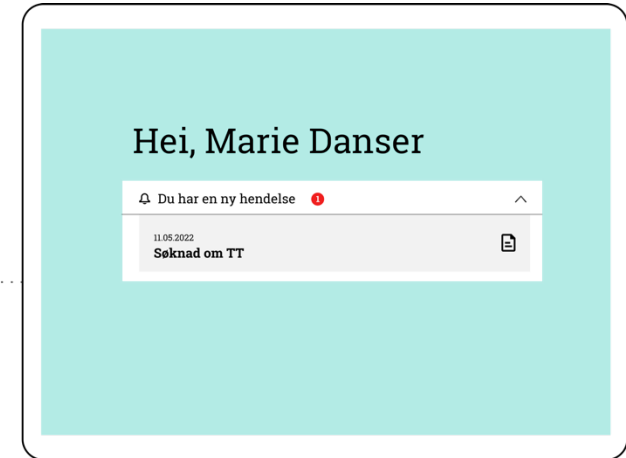 Hei, Marie Danser
Du har en ny hendelse 1
11.05.2022
Søknad om TT